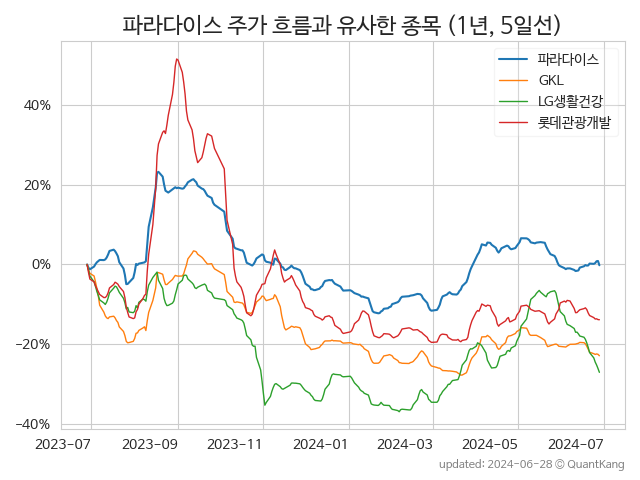 파라다이스 주가 흐름과 유사한 종목 (1년, 5일선)
파라다이스
GKL
LG생활건강
롯데관광개발
40%
20%
0%
−20%
−40%
2023-07 2023-09 2023-11 2024-01 2024-03 2024-05 2024-07
updated: 2024-06-28 © QuantKang